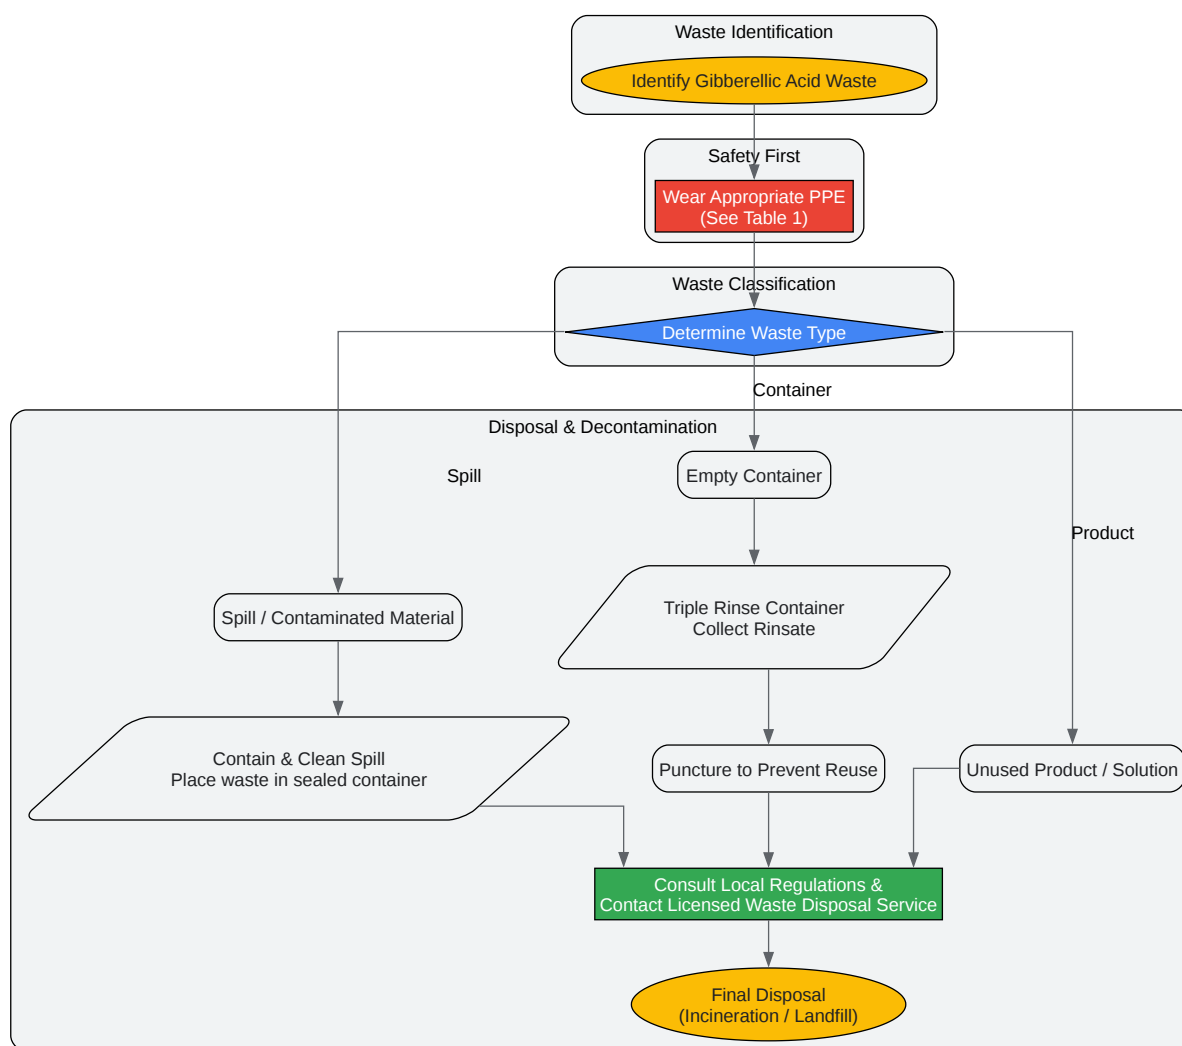 Waste Identification
Identify Gibberellic Acid Waste
Safety First
Wear Appropriate PPE
(See Table 1)
Waste Classification
Determine Waste Type
Container
Disposal & Decontamination
Spill
Empty Container
Product
Spill / Contaminated Material
Triple Rinse Container
Collect Rinsate
Contain & Clean Spill
Place waste in sealed container
Puncture to Prevent Reuse
Unused Product / Solution
Consult Local Regulations &
Contact Licensed Waste Disposal Service
Final Disposal
(Incineration / Landfill)